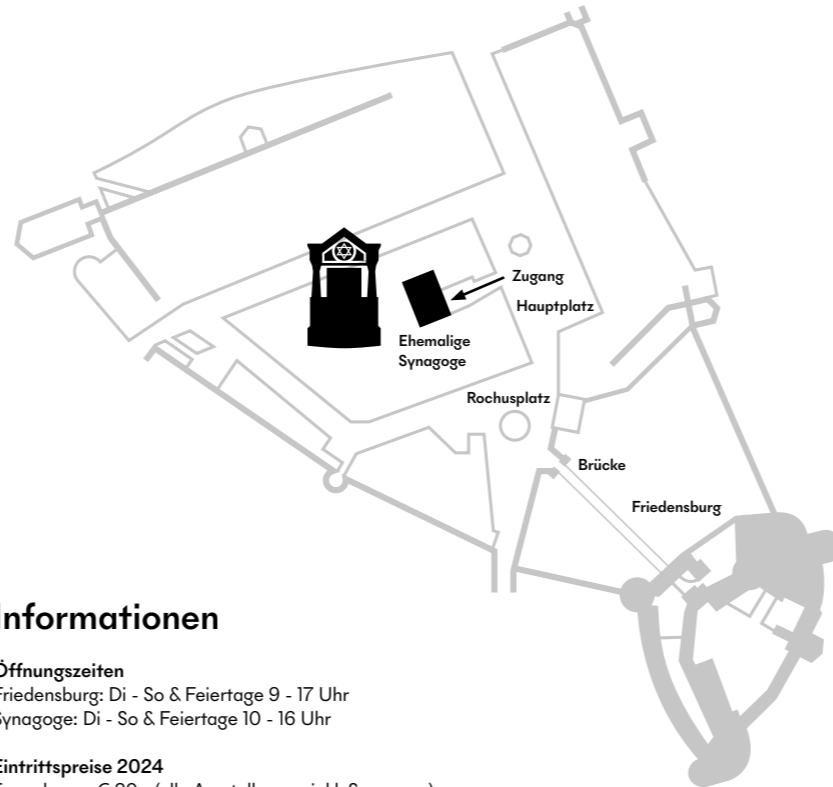 Zugang
Hauptplatz
Ehemalige
Synagoge
Rochusplatz
Brücke
Friedensburg
Informationen
Öffnungszeiten
Friedensburg: Di - So & Feiertage 9 - 17 Uhr
Synagoge: Di - So & Feiertage 10 - 16 Uhr
Eintrittspreise 2024